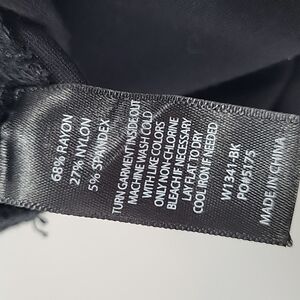 68% RAYON
27% NYLON
5% SPANDEX
TURN GARMENT INSIDE OUT
MACHINE WASH COLD
WITH LIKE COLORS
ONLY NON-CHLORINE
BLEACH IF NECESSARY
LAY FLAT TO DRY
COOL IRON IF NEEDED
W1341-BK
PO#5175
MADE IN CHINA